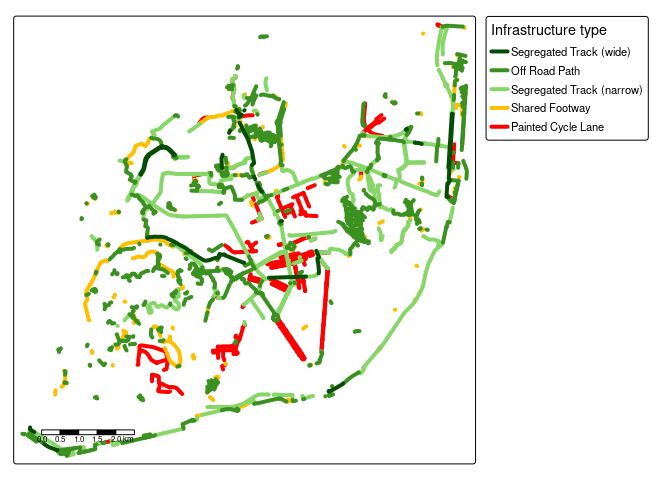 Infrastructure type
Segregated Track (wide)
Off Road Path
Segregated Track (narrow)
Shared Footway
Painted Cycle Lane
0.0 0.5 1.0 1.5 2.0 km